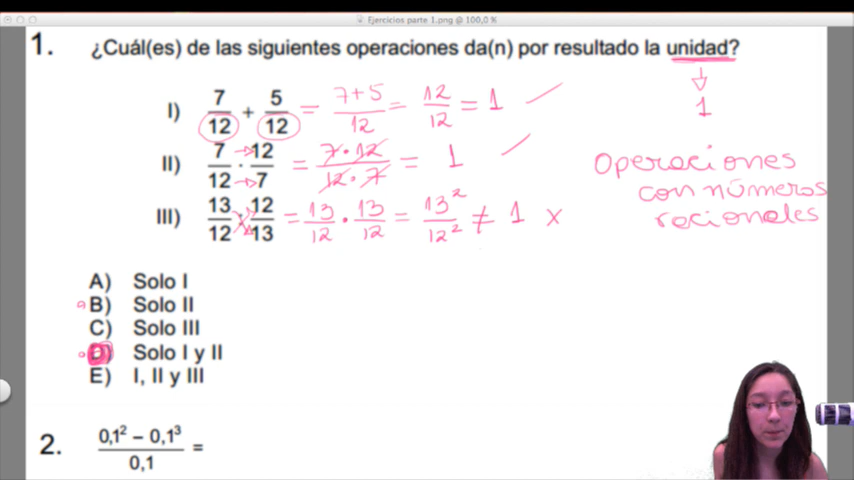 Ejercicios parte 1.png @ 100,0 %
1. ¿Cuál(es) de las siguientes operaciones da(n) por resultado la unidad?
1
I) 7/12 + 5/12 = 7+5/12 = 12/12 = 1 ✓
II) 7/12 · 12/7 = 7·12/12·7 = 1 ✓
III) 13/12 : 12/13 = 13/12 · 13/12 = 13²/12² ≠ 1 x
Operaciones
con números
racionales
A) Solo I
B) Solo II
C) Solo III
D) Solo I y II
E) I, II y III
2. 0,1² − 0,1³/0,1 =